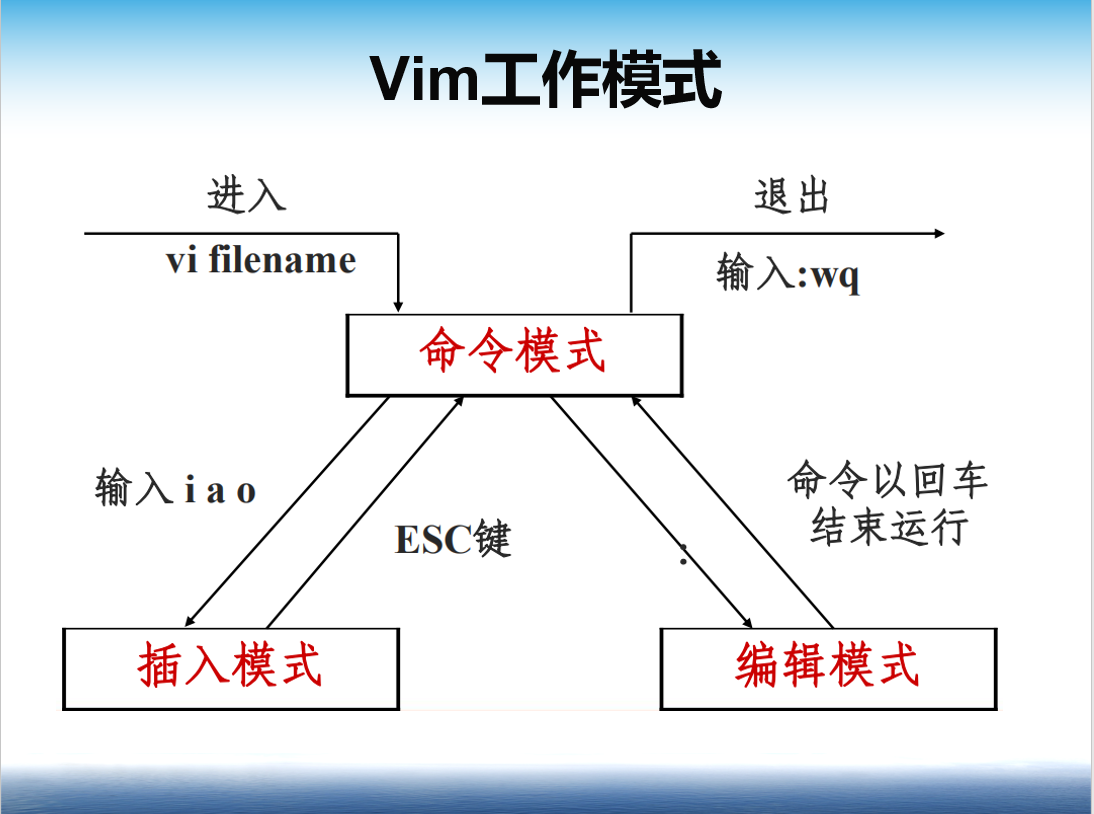 Vim工作模式
进入
vi filename
退出
输入:wq
命令模式
输入 i a o
ESC键
:
命令以回车
结束运行
插入模式
编辑模式